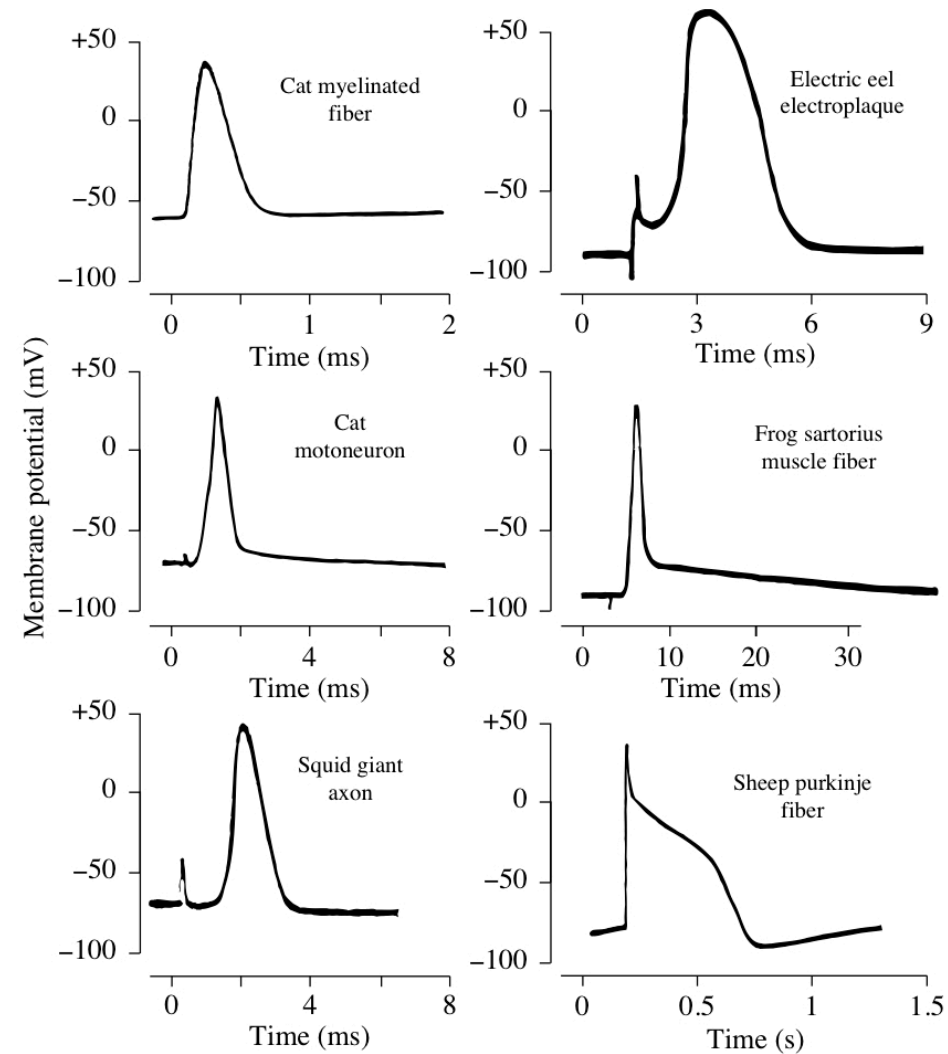 Membrane potential (mV)
+50
0
−50
−100
Cat myelinated
fiber
0 1 2
Time (ms)
+50
0
−50
−100
Electric eel
electroplaque
0 3 6 9
Time (ms)
+50
0
−50
−100
Cat
motoneuron
0 4 8
Time (ms)
+50
0
−50
−100
Frog sartorius
muscle fiber
0 10 20 30
Time (ms)
+50
0
−50
−100
Squid giant
axon
0 4 8
Time (ms)
+50
0
−50
−100
Sheep purkinje
fiber
0 0.5 1 1.5
Time (s)